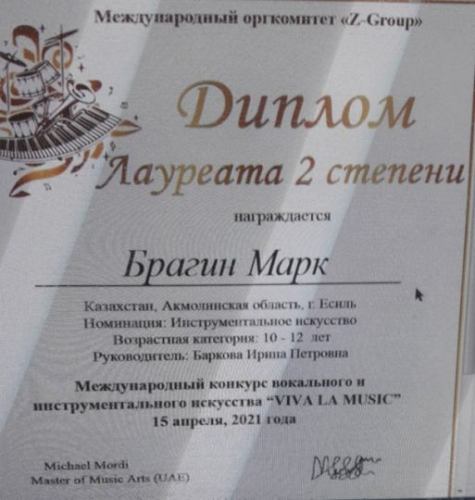 Международный оргкомитет «Z-Group»
Диплом
Лауреата 2 степени
награждается
Брагин Марк
Казахстан, Акмолинская область, г. Есиль
Номинация: Инструментальное искусство
Возрастная категория: 10 - 12 лет
Руководитель: Баркова Ирина Петровна
Международный конкурс вокального и
инструментального искусства “VIVA LA MUSIC”
15 апреля, 2021 года
Michael Mordi
Master of Music Arts (UAE)